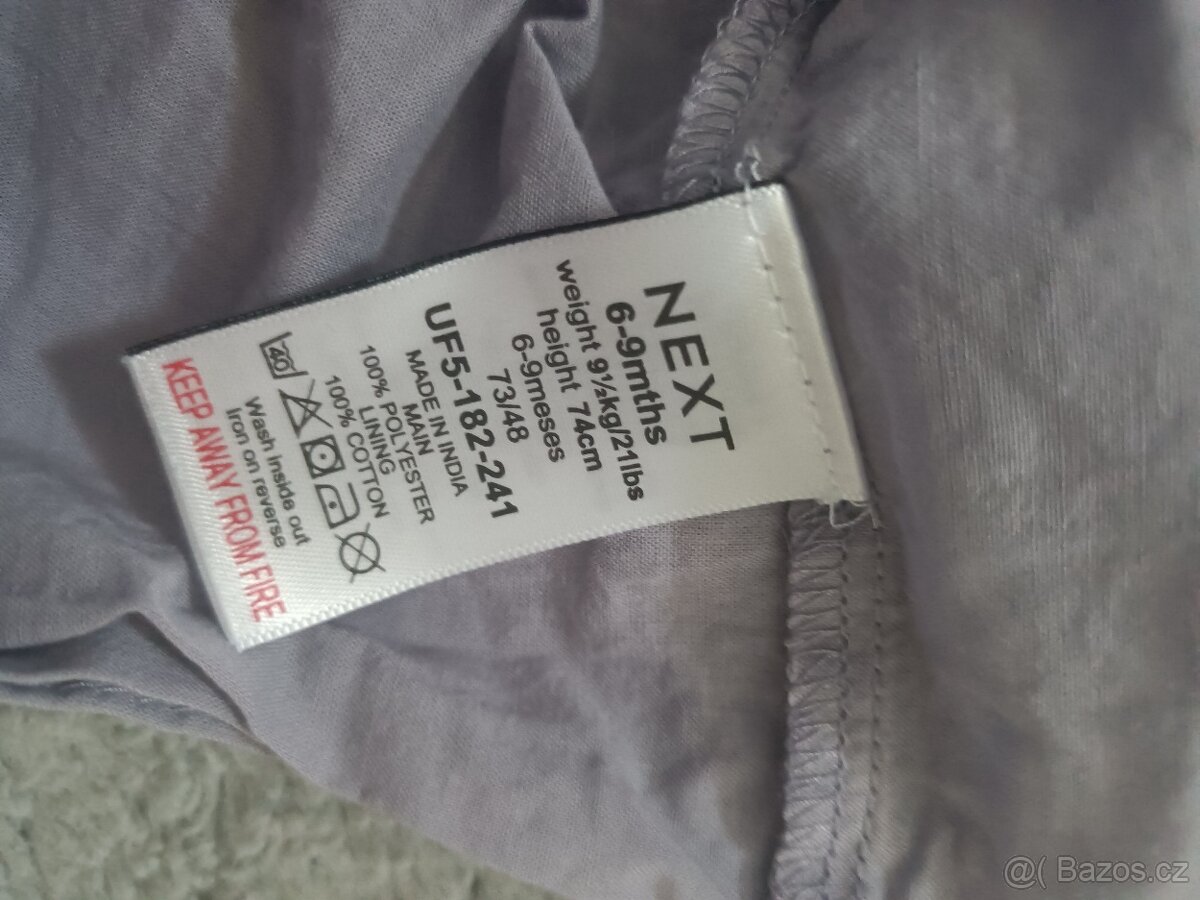 NEXT
6-9mths
weight 9½kg/21lbs
height 74cm
6-9meses
73/48
UF5-182-241
MADE IN INDIA
MAIN
100% POLYESTER
LINING
100% COTTON
40
Wash Inside out
Iron on reverse
KEEP AWAY FROM FIRE
@( Bazos.cz